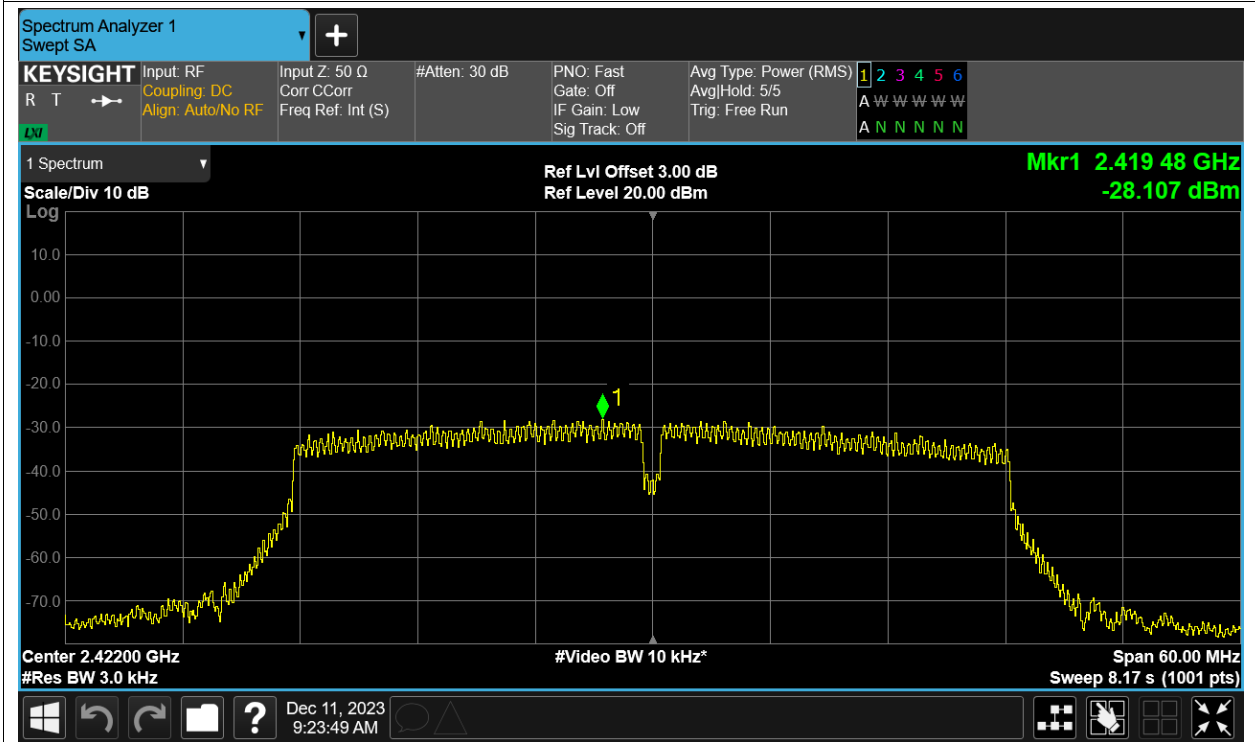 Spectrum Analyzer 1
Swept SA
KEYSIGHT
R T
LXI
Input: RF
Coupling: DC
Align: Auto/No RF
Input Z: 50 Ω
Corr CCorr
Freq Ref: Int (S)
#Atten: 30 dB
PNO: Fast
Gate: Off
IF Gain: Low
Sig Track: Off
Avg Type: Power (RMS)
Avg|Hold: 5/5
Trig: Free Run
1 2 3 4 5 6
A W W W W W
A N N N N N
1 Spectrum
Scale/Div 10 dB
Log
Ref Lvl Offset 3.00 dB
Ref Level 20.00 dBm
Mkr1 2.419 48 GHz
-28.107 dBm
10.0
0.00
-10.0
-20.0
-30.0
-40.0
-50.0
-60.0
-70.0
1
Center 2.42200 GHz
#Res BW 3.0 kHz
#Video BW 10 kHz*
Span 60.00 MHz
Sweep 8.17 s (1001 pts)
?
Dec 11, 2023
9:23:49 AM